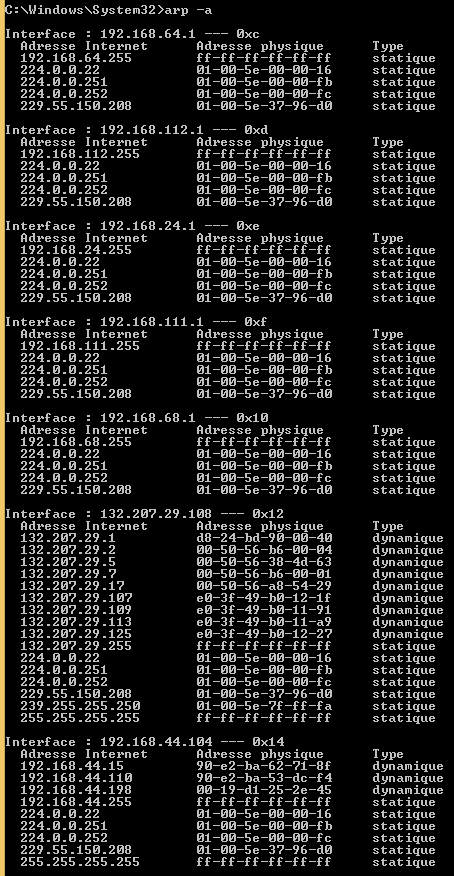 C:\Windows\System32>arp -a
Interface : 192.168.64.1 --- 0xc
Adresse Internet Adresse physique Type
192.168.64.255 ff-ff-ff-ff-ff-ff statique
224.0.0.22 01-00-5e-00-00-16 statique
224.0.0.251 01-00-5e-00-00-fb statique
224.0.0.252 01-00-5e-00-00-fc statique
229.55.150.208 01-00-5e-37-96-d0 statique
Interface : 192.168.112.1 --- 0xd
Adresse Internet Adresse physique Type
192.168.112.255 ff-ff-ff-ff-ff-ff statique
224.0.0.22 01-00-5e-00-00-16 statique
224.0.0.251 01-00-5e-00-00-fb statique
224.0.0.252 01-00-5e-00-00-fc statique
229.55.150.208 01-00-5e-37-96-d0 statique
Interface : 192.168.24.1 --- 0xe
Adresse Internet Adresse physique Type
192.168.24.255 ff-ff-ff-ff-ff-ff statique
224.0.0.22 01-00-5e-00-00-16 statique
224.0.0.251 01-00-5e-00-00-fb statique
224.0.0.252 01-00-5e-00-00-fc statique
229.55.150.208 01-00-5e-37-96-d0 statique
Interface : 192.168.111.1 --- 0xf
Adresse Internet Adresse physique Type
192.168.111.255 ff-ff-ff-ff-ff-ff statique
224.0.0.22 01-00-5e-00-00-16 statique
224.0.0.251 01-00-5e-00-00-fb statique
224.0.0.252 01-00-5e-00-00-fc statique
229.55.150.208 01-00-5e-37-96-d0 statique
Interface : 192.168.68.1 --- 0x10
Adresse Internet Adresse physique Type
192.168.68.255 ff-ff-ff-ff-ff-ff statique
224.0.0.22 01-00-5e-00-00-16 statique
224.0.0.251 01-00-5e-00-00-fb statique
224.0.0.252 01-00-5e-00-00-fc statique
229.55.150.208 01-00-5e-37-96-d0 statique
Interface : 132.207.29.108 --- 0x12
Adresse Internet Adresse physique Type
132.207.29.1 d8-24-bd-90-00-40 dynamique
132.207.29.2 00-50-56-b6-00-04 dynamique
132.207.29.5 00-50-56-38-4d-63 dynamique
132.207.29.7 00-50-56-b6-00-01 dynamique
132.207.29.17 00-50-56-a8-54-29 dynamique
132.207.29.107 e0-3f-49-b0-12-1f dynamique
132.207.29.109 e0-3f-49-b0-11-91 dynamique
132.207.29.113 e0-3f-49-b0-11-a9 dynamique
132.207.29.125 e0-3f-49-b0-12-27 dynamique
132.207.29.255 ff-ff-ff-ff-ff-ff statique
224.0.0.22 01-00-5e-00-00-16 statique
224.0.0.251 01-00-5e-00-00-fb statique
224.0.0.252 01-00-5e-00-00-fc statique
229.55.150.208 01-00-5e-37-96-d0 statique
239.255.255.250 01-00-5e-7f-ff-fa statique
255.255.255.255 ff-ff-ff-ff-ff-ff statique
Interface : 192.168.44.104 --- 0x14
Adresse Internet Adresse physique Type
192.168.44.15 90-e2-ba-62-71-8f dynamique
192.168.44.110 90-e2-ba-53-dc-f4 dynamique
192.168.44.198 00-19-d1-25-2e-45 dynamique
192.168.44.255 ff-ff-ff-ff-ff-ff statique
224.0.0.22 01-00-5e-00-00-16 statique
224.0.0.251 01-00-5e-00-00-fb statique
224.0.0.252 01-00-5e-00-00-fc statique
229.55.150.208 01-00-5e-37-96-d0 statique
255.255.255.255 ff-ff-ff-ff-ff-ff statique